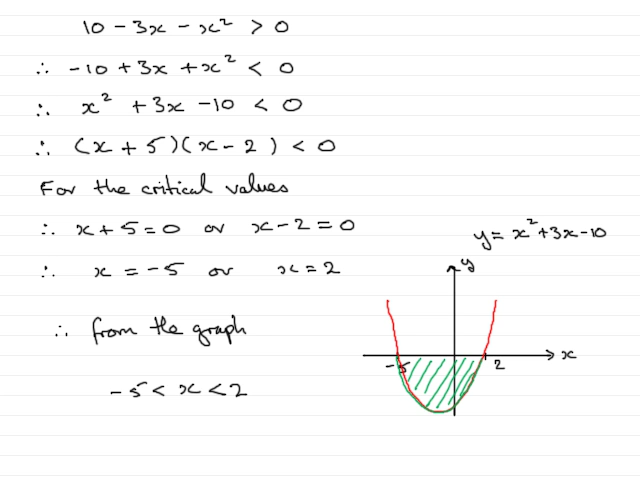 10 - 3x - x² > 0
∴ -10 + 3x + x² < 0
∴ x² + 3x - 10 < 0
∴ (x + 5)(x - 2) < 0
For the critical values
∴ x + 5 = 0 or x - 2 = 0
∴ x = -5 or x = 2
∴ from the graph
-5 < x < 2
y = x² + 3x - 10
y
x
-5
2